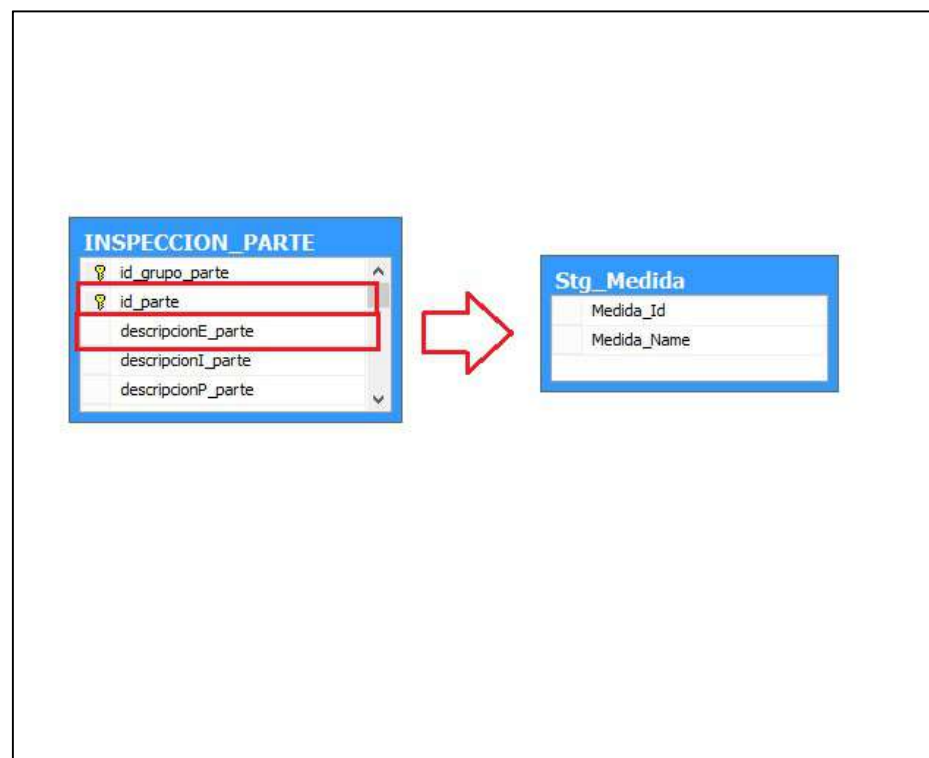 INSPECCION_PARTE
id_grupo_parte
id_parte
descripcionE_parte
descripcionI_parte
descripcionP_parte
Stg_Medida
Medida_Id
Medida_Name